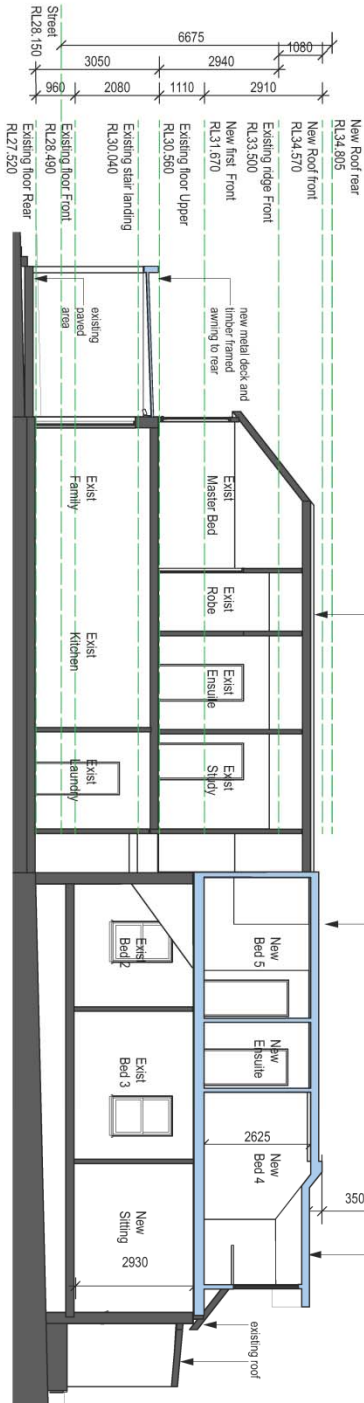 6675
1080
3050
2940
960
2080
1110
2910
New Roof rear
RL34.805
New Roof front
RL34.570
Existing ridge Front
RL33.500
New first Front
RL31.670
Existing floor Upper
RL30.560
Existing stair landing
RL30.040
Existing floor Front
RL28.490
Existing floor Rear
RL27.520
Street
RL28.150
new metal deck and
timber framed
awning to rear
existing
paved
area
Exist
Master Bed
Exist
Robe
Exist
Ensuite
Exist
Study
Exist
Family
Exist
Kitchen
Exist
Laundry
New
Bed 5
New
Ensuite
New
Bed 4
2625
350
Exist
Bed 2
Exist
Bed 3
New
Sitting
2930
existing roof